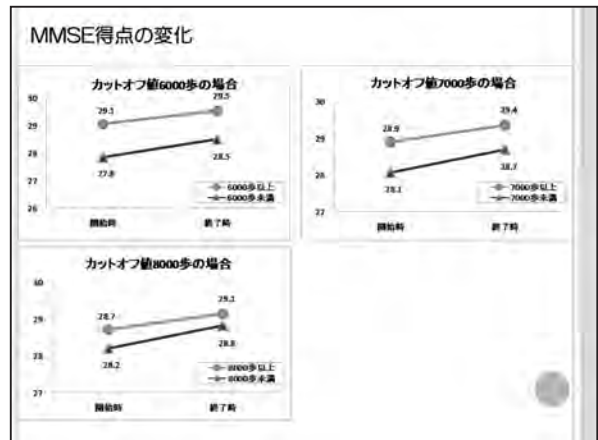 MMSE得点の変化
カットオフ値6000歩の場合
30
29
28
27
26
29.1
29.5
27.8
28.5
6000歩以上
6000歩未満
開始時
終了時
カットオフ値7000歩の場合
30
29
28
27
28.9
29.4
28.1
28.7
7000歩以上
7000歩未満
開始時
終了時
カットオフ値8000歩の場合
30
29
28
27
28.7
29.1
28.2
28.8
8000歩以上
8000歩未満
開始時
終了時